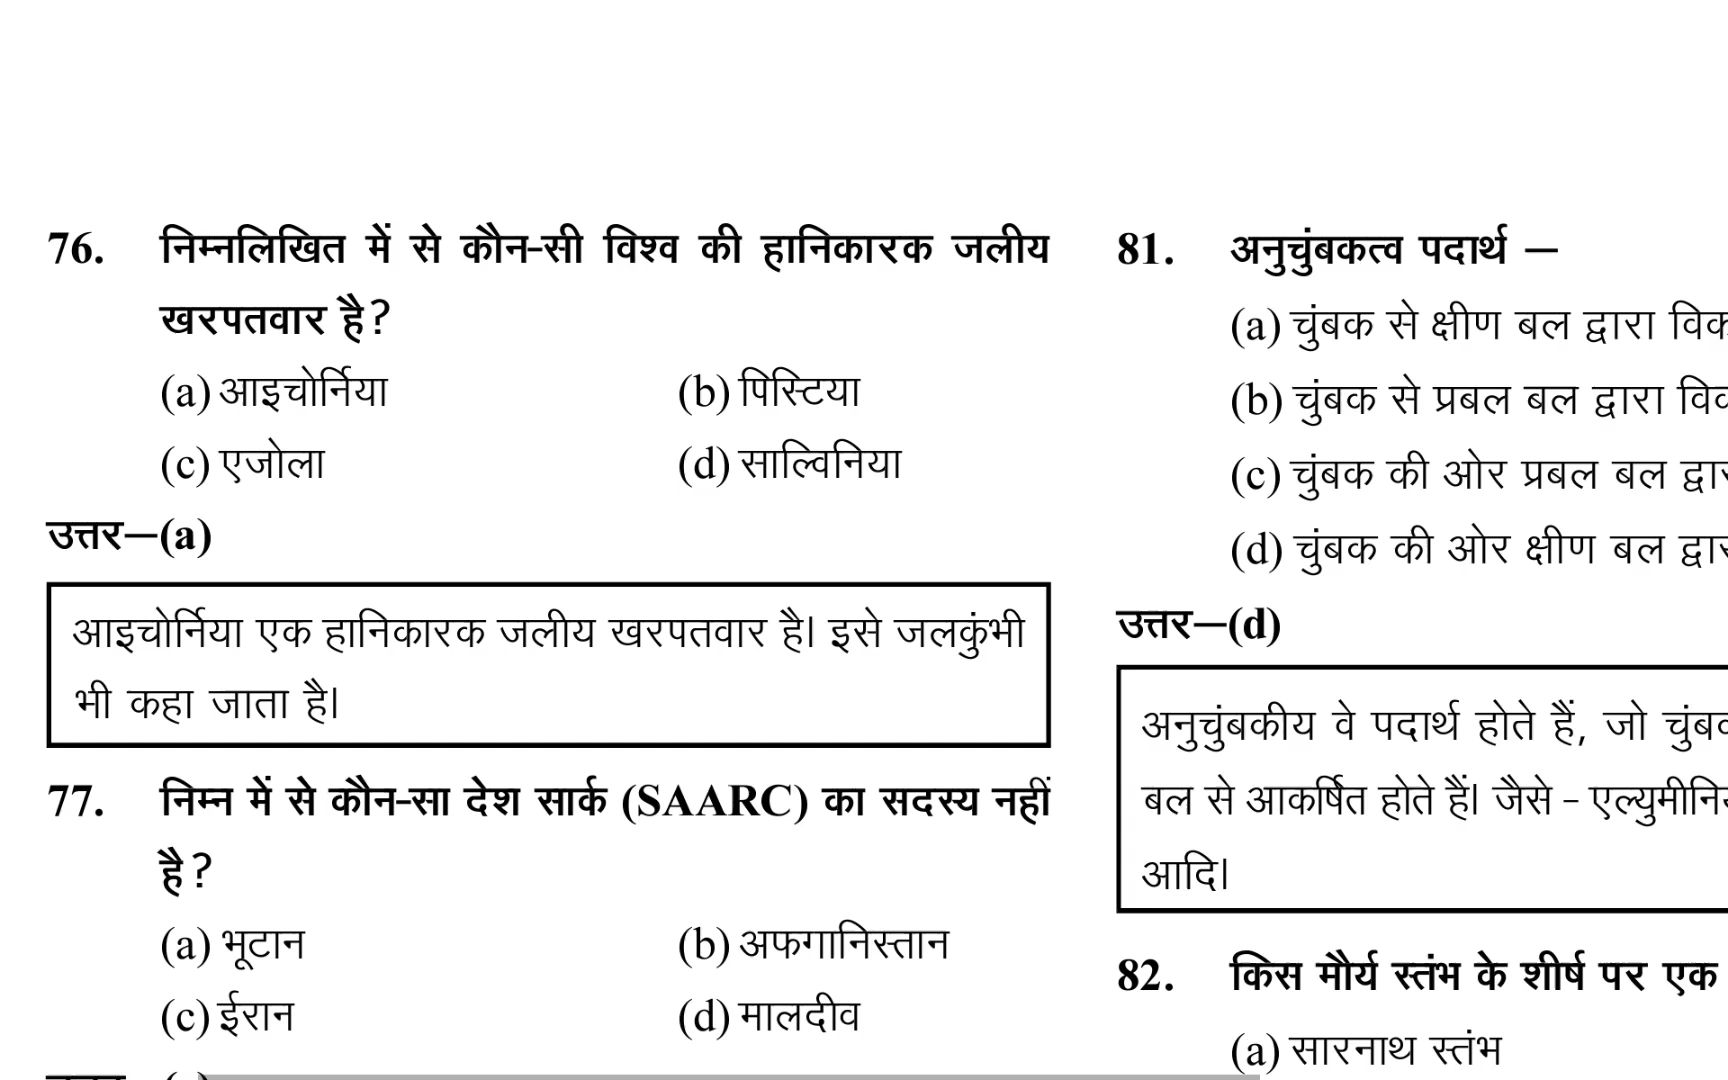 76. निम्नलिखित में से कौन-सी विश्व की हानिकारक जलीय
खरपतवार है?
(a) आइचोर्निया (b) पिस्टिया
(c) एजोला (d) साल्विनिया
उत्तर—(a)
आइचोर्निया एक हानिकारक जलीय खरपतवार है। इसे जलकुंभी
भी कहा जाता है।
77. निम्न में से कौन-सा देश सार्क (SAARC) का सदस्य नहीं
है?
(a) भूटान (b) अफगानिस्तान
(c) ईरान (d) मालदीव
81. अनुचुंबकत्व पदार्थ —
(a) चुंबक से क्षीण बल द्वारा
(b) चुंबक से प्रबल बल द्वारा
(c) चुंबक की ओर प्रबल बल
(d) चुंबक की ओर क्षीण बल
उत्तर—(d)
अनुचुंबकीय वे पदार्थ होते हैं, जो
बल से आकर्षित होते हैं। जैसे –
आदि।
82. किस मौर्य स्तंभ के शीर्ष पर एक
(a) सारनाथ स्तंभ